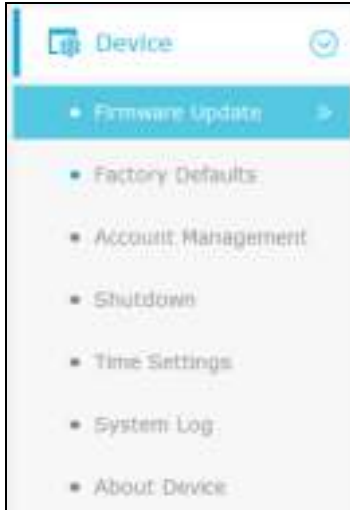 Device
Firmware Update
Factory Defaults
Account Management
Shutdown
Time Settings
System Log
About Device